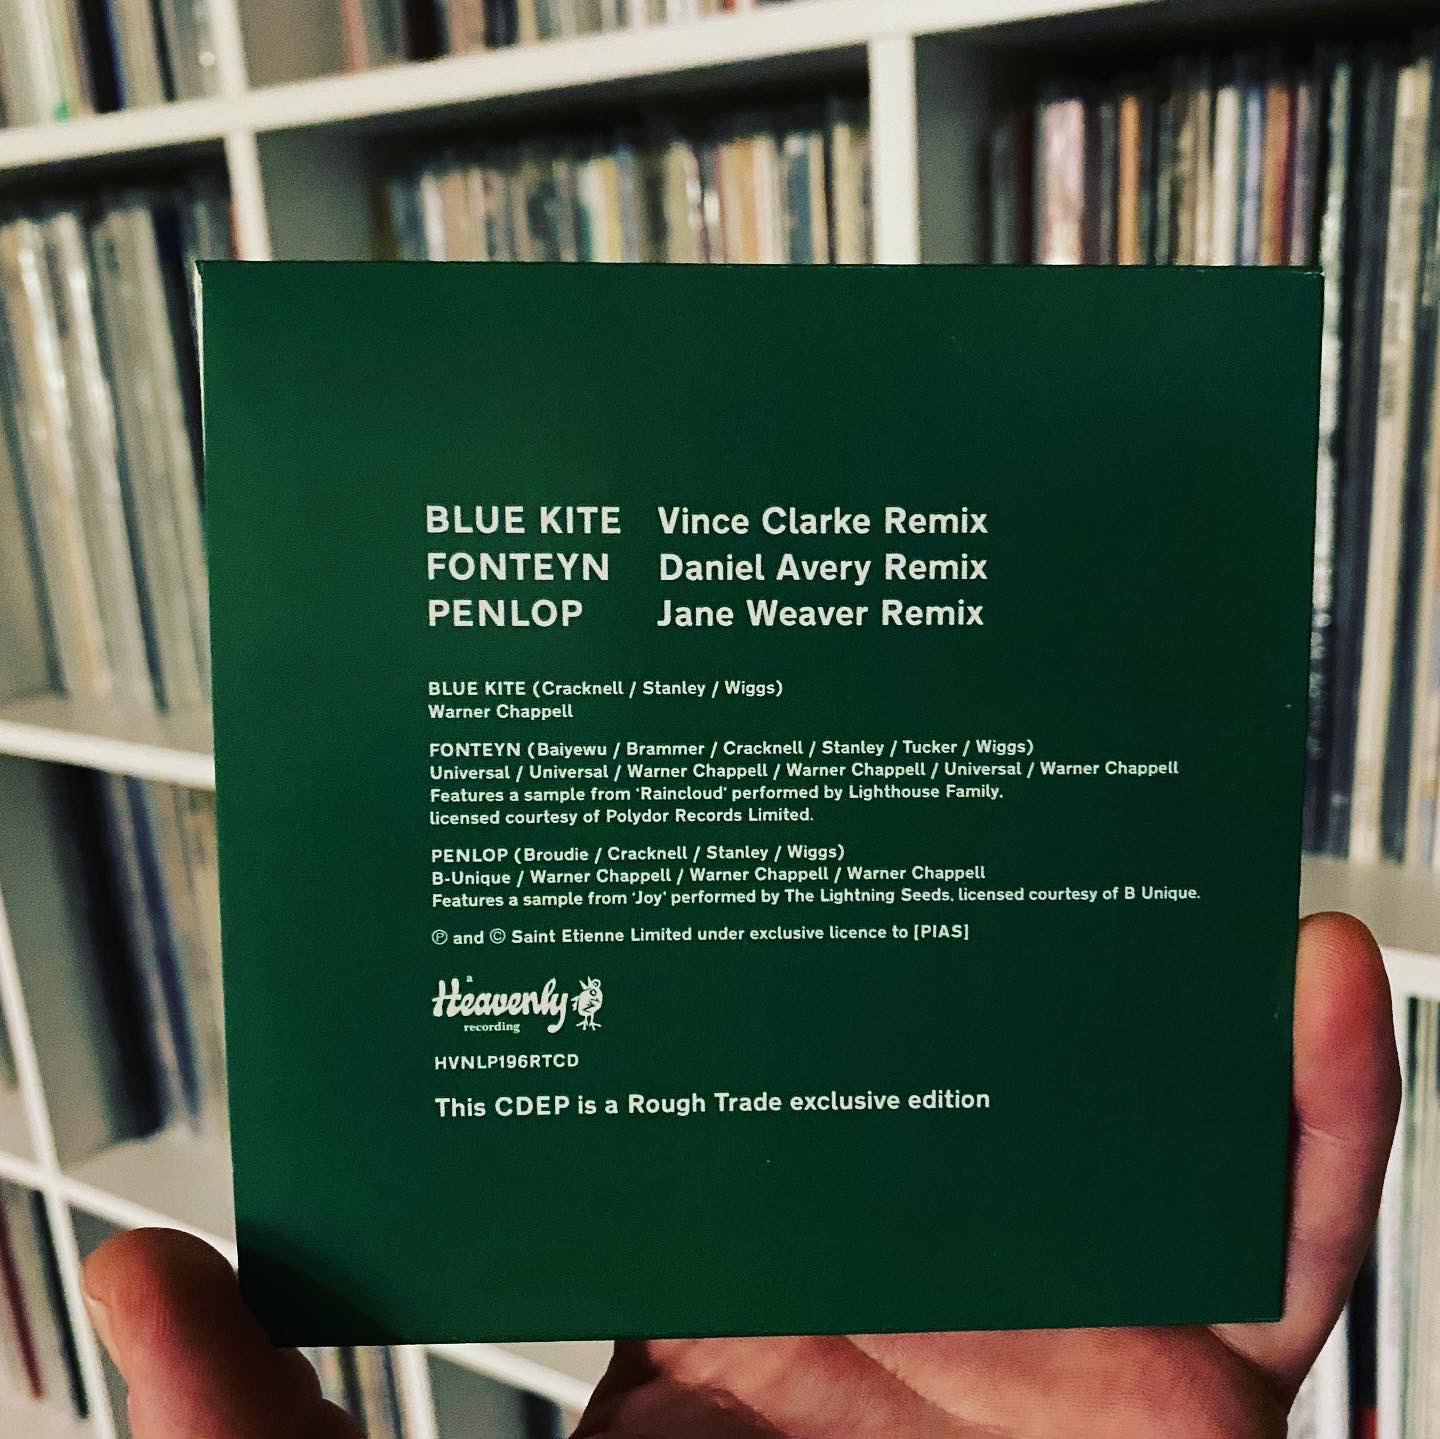 BLUE KITE Vince Clarke Remix
FONTEYN Daniel Avery Remix
PENLOP Jane Weaver Remix
BLUE KITE (Cracknell / Stanley / Wiggs)
Warner Chappell
FONTEYN (Baiyewu / Brammer / Cracknell / Stanley / Tucker / Wiggs)
Universal / Universal / Warner Chappell / Warner Chappell / Universal / Warner Chappell
Features a sample from ‘Raincloud’ performed by Lighthouse Family,
licensed courtesy of Polydor Records Limited.
PENLOP (Broudie / Cracknell / Stanley / Wiggs)
B-Unique / Warner Chappell / Warner Chappell / Warner Chappell
Features a sample from ‘Joy’ performed by The Lightning Seeds, licensed courtesy of B Unique.
℗ and © Saint Etienne Limited under exclusive licence to [PIAS]
a
Heavenly
recording
HVNLP196RTCD
This CDEP is a Rough Trade exclusive edition